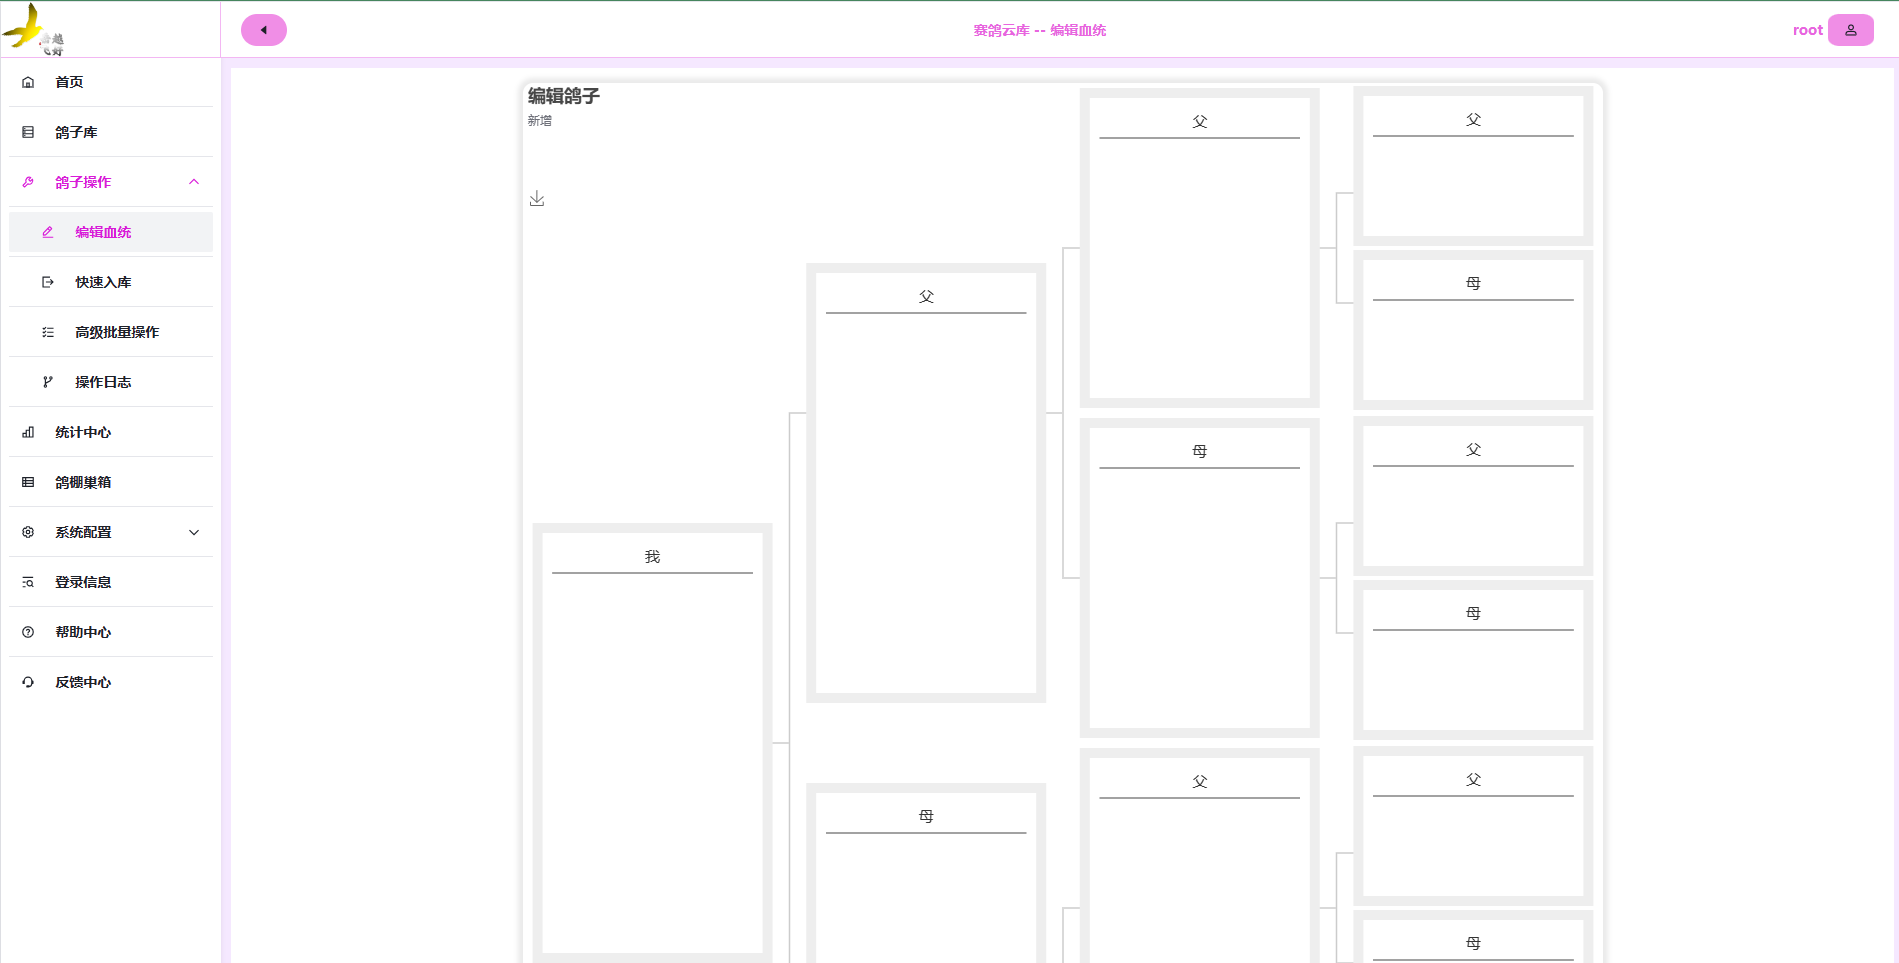 赛鸽云库 -- 编辑血统
root
首页
鸽子库
鸽子操作
编辑血统
快速入库
高级批量操作
操作日志
统计中心
鸽棚巢箱
系统配置
登录信息
帮助中心
反馈中心
编辑鸽子
新增
我
父
母
父
母
父
父
母
父
母
父
母